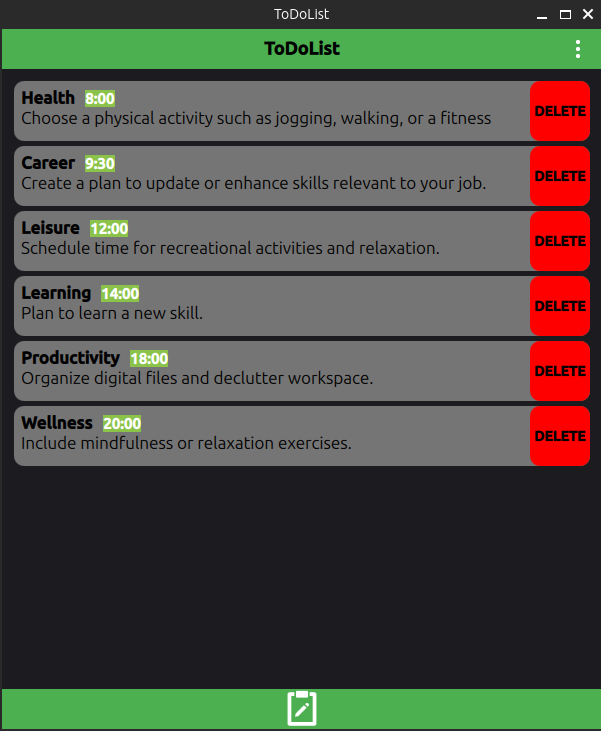 ToDoList
ToDoList
Health 8:00
Choose a physical activity such as jogging, walking, or a fitness
DELETE
Career 9:30
Create a plan to update or enhance skills relevant to your job.
DELETE
Leisure 12:00
Schedule time for recreational activities and relaxation.
DELETE
Learning 14:00
Plan to learn a new skill.
DELETE
Productivity 18:00
Organize digital files and declutter workspace.
DELETE
Wellness 20:00
Include mindfulness or relaxation exercises.
DELETE